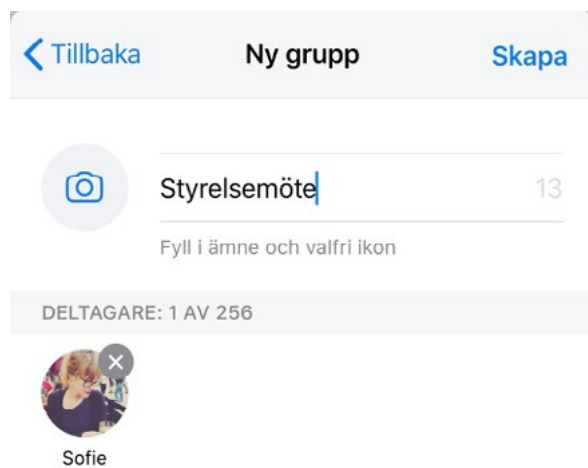 Tillbaka Ny grupp Skapa
Styrelsemöte 13
Fyll i ämne och valfri ikon
DELTAGARE: 1 AV 256
Sofie